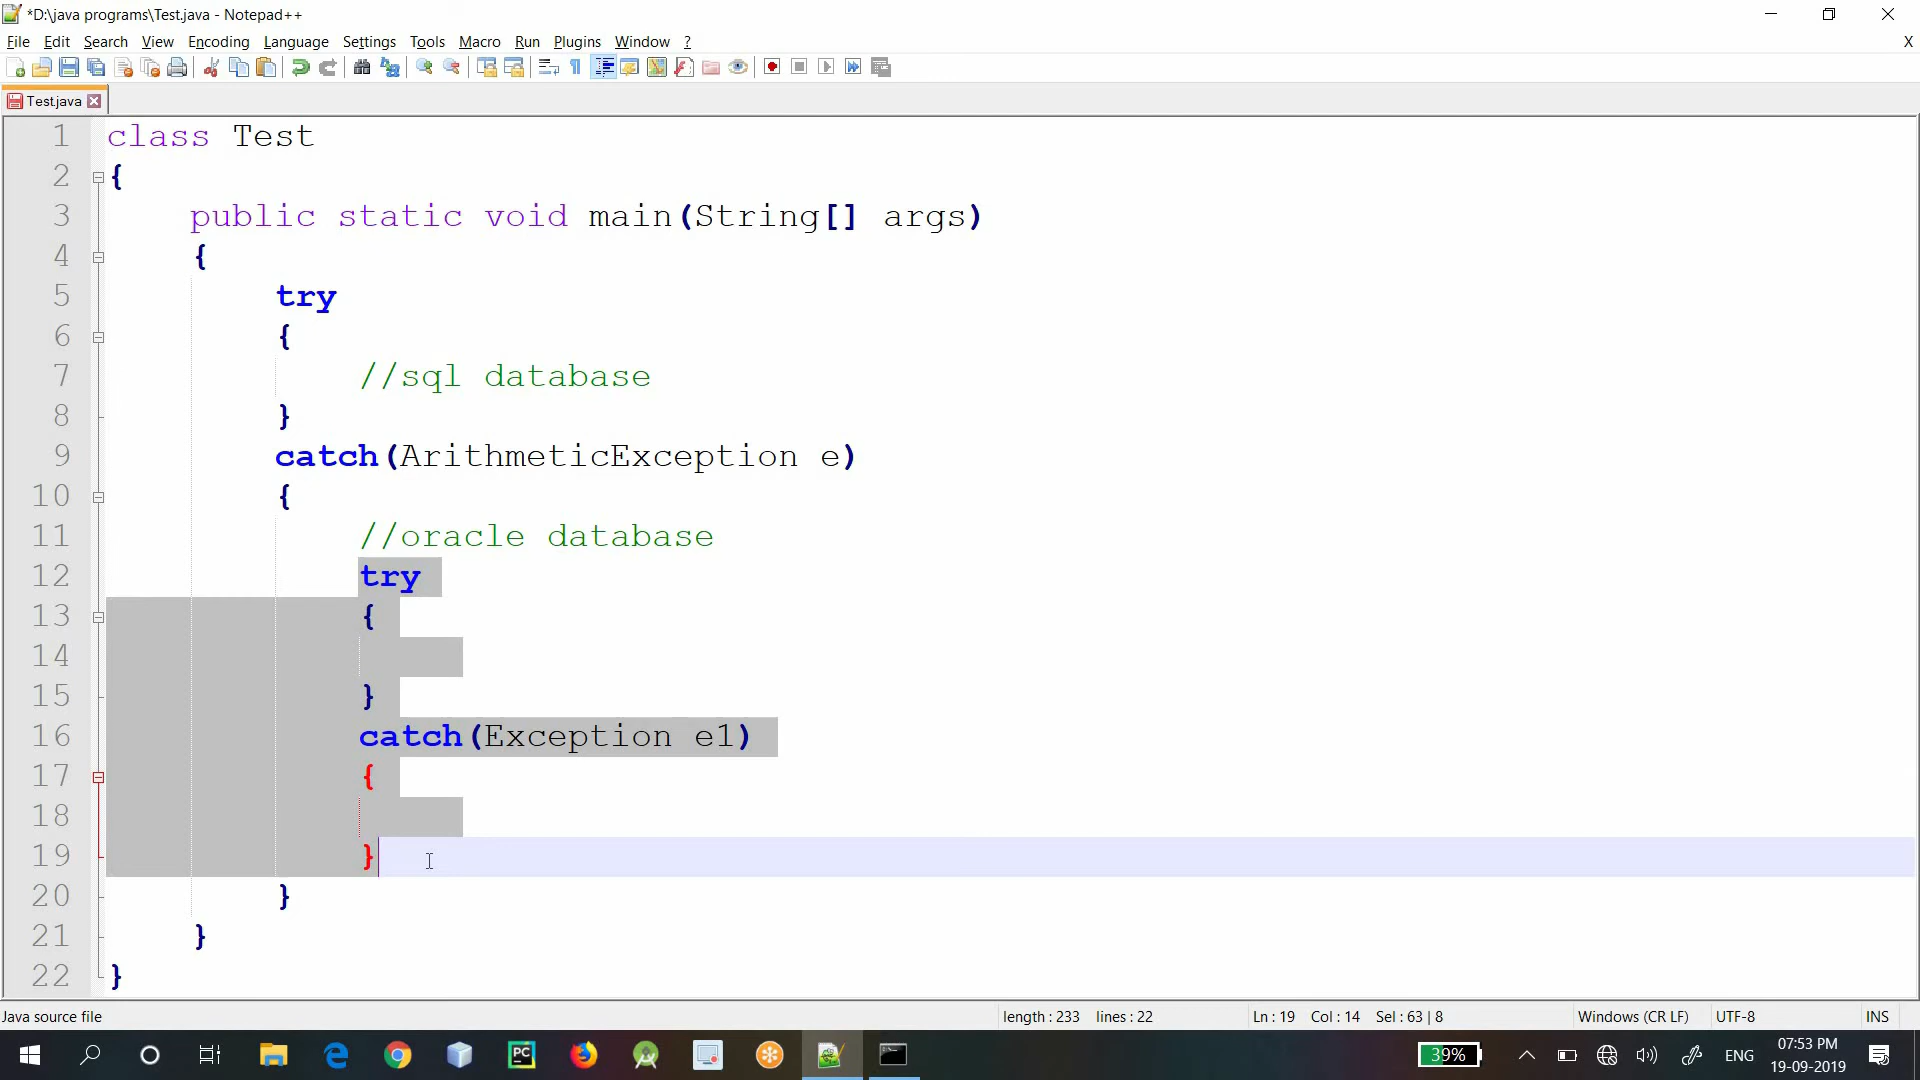 *D:\java programs\Test.java - Notepad++
File Edit Search View Encoding Language Settings Tools Macro Run Plugins Window ? X
Test.java
1 class Test
2 {
3 public static void main(String[] args)
4 {
5 try
6 {
7 //sql database
8 }
9 catch(ArithmeticException e)
10 {
11 //oracle database
12 try
13 {
14
15 }
16 catch(Exception e1)
17 {
18
19 }
20 }
21 }
22 }
Java source file length : 233 lines : 22 Ln : 19 Col : 14 Sel : 63 | 8 Windows (CR LF) UTF-8 INS
PC 39% ENG 07:53 PM
19-09-2019